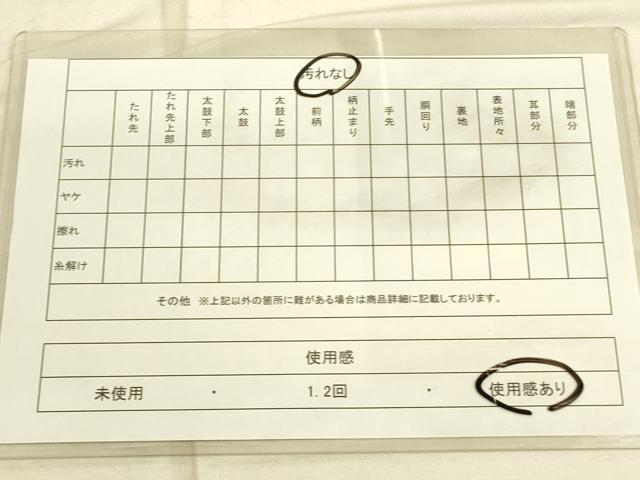 汚れなし
たれ先 たれ先上部 太鼓下部 太鼓 太鼓上部 前柄 柄止まり 手先 胴回り 裏地 表地所々 耳部分 端部分
汚れ
ヤケ
擦れ
糸解け
その他 ※上記以外の箇所に難がある場合は商品詳細に記載しております。
使用感
未使用 ・ 1.2回 ・ 使用感あり